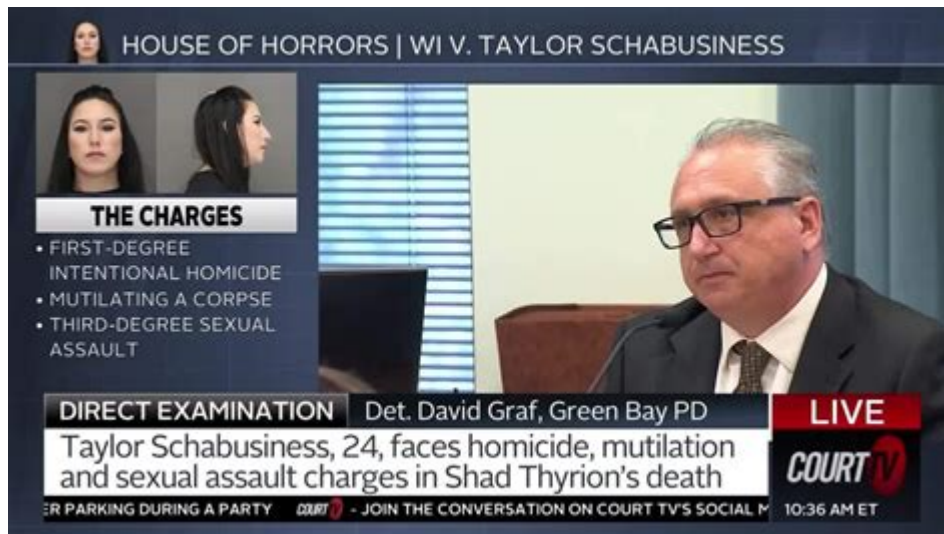 HOUSE OF HORRORS | WI V. TAYLOR SCHABUSINESS
THE CHARGES
• FIRST-DEGREE
INTENTIONAL HOMICIDE
• MUTILATING A CORPSE
• THIRD-DEGREE SEXUAL
ASSAULT
DIRECT EXAMINATION Det. David Graf, Green Bay PD
LIVE
Taylor Schabusiness, 24, faces homicide, mutilation
and sexual assault charges in Shad Thyrion's death
COURT TV
ER PARKING DURING A PARTY COURT TV - JOIN THE CONVERSATION ON COURT TV'S SOCIAL M
10:36 AM ET